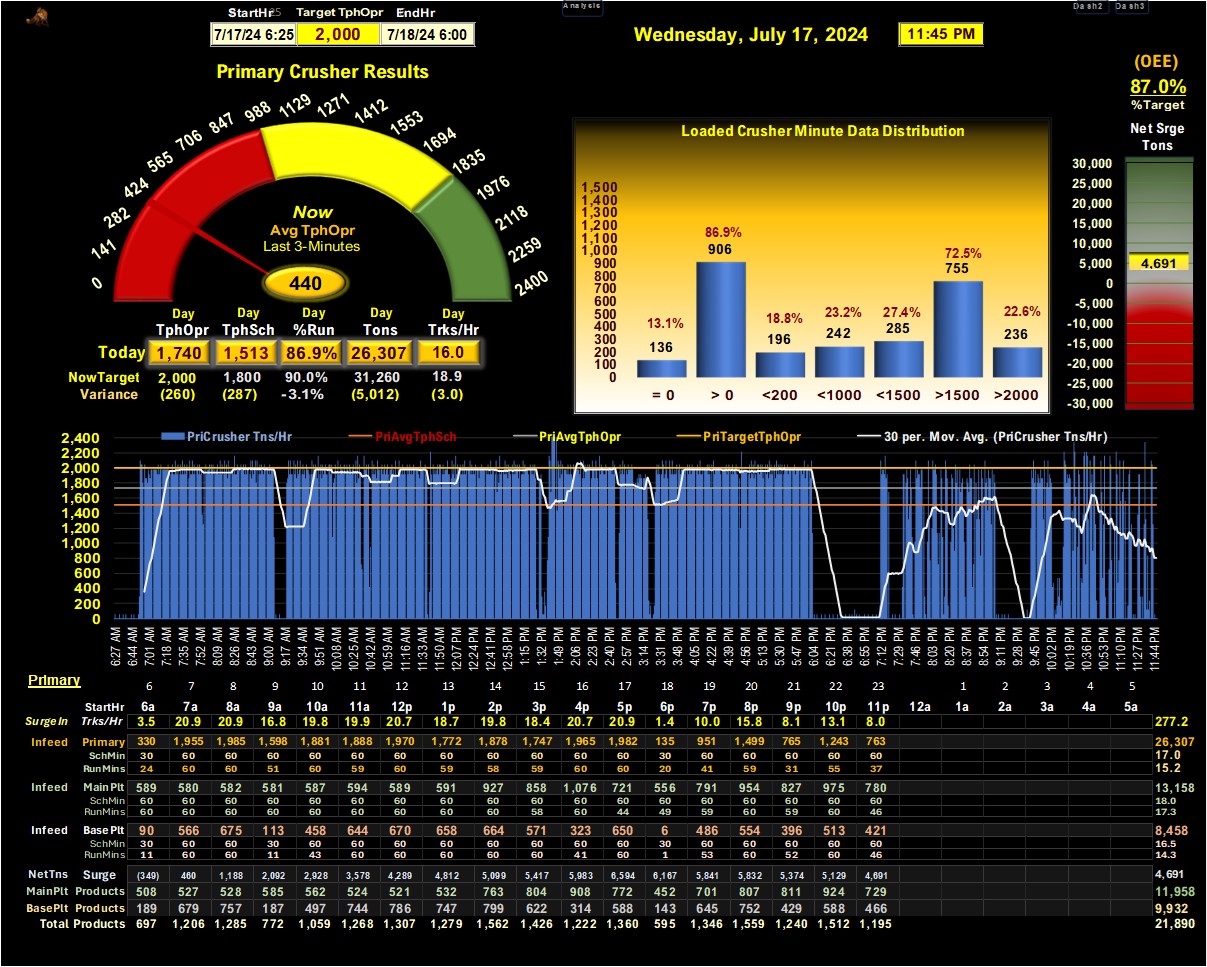 Analysis
Dash2 Dash3
StartHr25 Target TphOpr EndHr
7/17/24 6:25 2,000 7/18/24 6:00
Wednesday, July 17, 2024 11:45 PM
Primary Crusher Results
0 141 282 424 565 706 847 988 1129 1271 1412 1553 1694 1835 1976 2118 2259 2400
Now
Avg TphOpr
Last 3-Minutes
440
Day Day Day Day Day
TphOpr TphSch %Run Tons Trks/Hr
Today 1,740 1,513 86.9% 26,307 16.0
NowTarget 2,000 1,800 90.0% 31,260 18.9
Variance (260) (287) -3.1% (5,012) (3.0)
Loaded Crusher Minute Data Distribution
1,500
1,400
1,300
1,200
1,100
1,000
900
800
700
600
500
400
300
200
100
0
13.1% 86.9% 18.8% 23.2% 27.4% 72.5% 22.6%
136 906 196 242 285 755 236
= 0 > 0 <200 <1000 <1500 >1500 >2000
(OEE)
87.0%
%Target
Net Srge
Tons
30,000
25,000
20,000
15,000
10,000
5,000
0
-5,000
-10,000
-15,000
-20,000
-25,000
-30,000
4,691
PriCrusher Tns/Hr PriAvgTphSch PriAvgTphOpr PriTargetTphOpr 30 per. Mov. Avg. (PriCrusher Tns/Hr)
2,400
2,200
2,000
1,800
1,600
1,400
1,200
1,000
800
600
400
200
0
6:27 AM 6:44 AM 7:01 AM 7:18 AM 7:35 AM 7:52 AM 8:09 AM 8:26 AM 8:43 AM 9:00 AM 9:17 AM 9:34 AM 9:51 AM 10:08 AM 10:25 AM 10:42 AM 10:59 AM 11:16 AM 11:33 AM 11:50 AM 12:07 PM 12:24 PM 12:41 PM 12:58 PM 1:15 PM 1:32 PM 1:49 PM 2:06 PM 2:23 PM 2:40 PM 2:57 PM 3:14 PM 3:31 PM 3:48 PM 4:05 PM 4:22 PM 4:39 PM 4:56 PM 5:13 PM 5:30 PM 5:47 PM 6:04 PM 6:21 PM 6:38 PM 6:55 PM 7:12 PM 7:29 PM 7:46 PM 8:03 PM 8:20 PM 8:37 PM 8:54 PM 9:11 PM 9:28 PM 9:45 PM 10:02 PM 10:19 PM 10:36 PM 10:53 PM 11:10 PM 11:27 PM 11:44 PM
Primary
6 7 8 9 10 11 12 13 14 15 16 17 18 19 20 21 22 23 1 2 3 4 5
StartHr 6a 7a 8a 9a 10a 11a 12p 1p 2p 3p 4p 5p 6p 7p 8p 9p 10p 11p 12a 1a 2a 3a 4a 5a
SurgeIn Trks/Hr 3.5 20.9 20.9 16.8 19.8 19.9 20.7 18.7 19.8 18.4 20.7 20.9 1.4 10.0 15.8 8.1 13.1 8.0 277.2
Infeed Primary 330 1,955 1,985 1,598 1,881 1,888 1,970 1,772 1,878 1,747 1,965 1,982 135 951 1,499 765 1,243 763 26,307
SchMin 30 60 60 60 60 60 60 60 60 60 60 60 30 60 60 60 60 60 17.0
RunMins 24 60 60 51 60 59 60 59 58 59 60 60 20 41 59 31 55 37 15.2
Infeed MainPlt 589 580 582 581 587 594 589 591 927 858 1,076 721 556 791 954 827 975 780 13,158
SchMin 60 60 60 60 60 60 60 60 60 60 60 60 60 60 60 60 60 60 18.0
RunMins 60 60 60 60 60 60 60 60 60 58 60 44 49 59 60 59 60 46 17.3
Infeed BasePlt 90 566 675 113 458 644 670 658 664 571 323 650 6 486 554 396 513 421 8,458
SchMin 30 60 60 30 60 60 60 60 60 60 60 60 30 60 60 60 60 60 16.5
RunMins 11 60 60 11 43 60 60 60 60 60 41 60 1 53 60 52 60 46 14.3
NetTns Surge (349) 460 1,188 2,092 2,928 3,578 4,289 4,812 5,099 5,417 5,983 6,594 6,167 5,841 5,832 5,374 5,129 4,691 4,691
MainPlt Products 508 527 528 585 562 524 521 532 763 804 908 772 452 701 807 811 924 729 11,958
BasePlt Products 189 679 757 187 497 744 786 747 799 622 314 588 143 645 752 429 588 466 9,932
Total Products 697 1,206 1,285 772 1,059 1,268 1,307 1,279 1,562 1,426 1,222 1,360 595 1,346 1,559 1,240 1,512 1,195 21,890